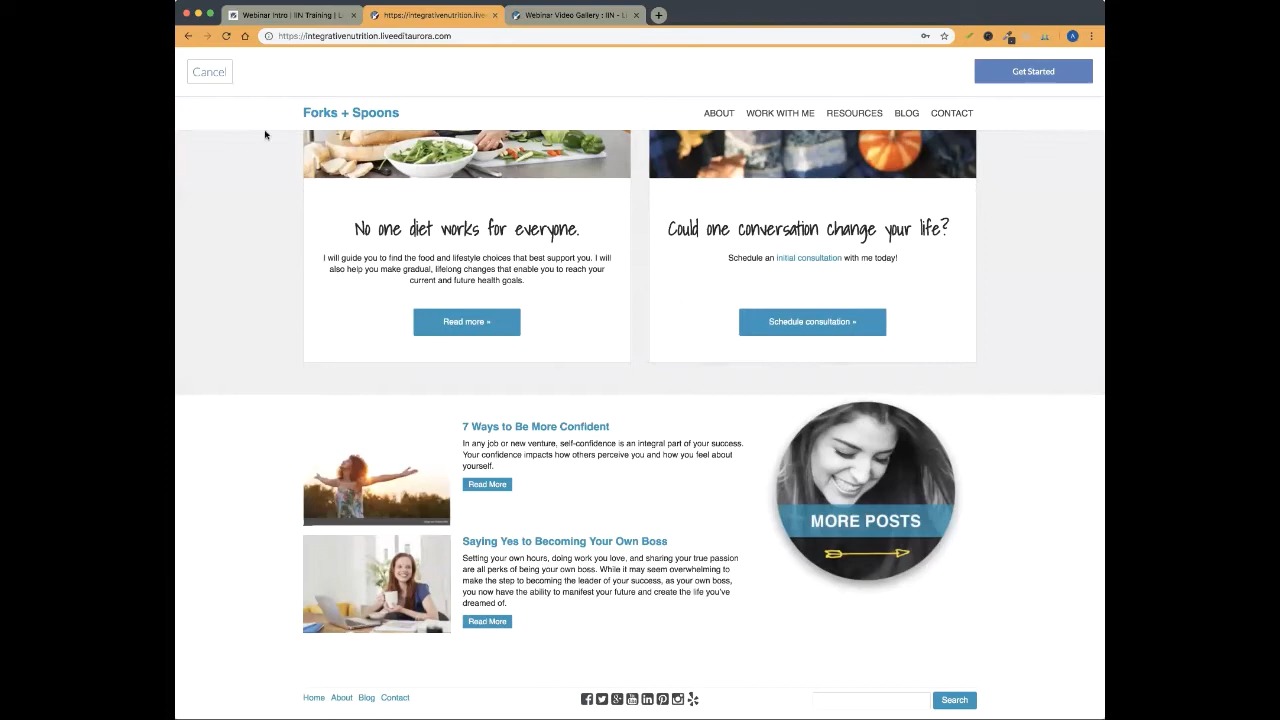 Webinar Intro | IIN Training | L
https://integrativenutrition.live
Webinar Video Gallery : IIN - L
https://integrativenutrition.liveeditaurora.com
Cancel
Get Started
Forks + Spoons
ABOUT WORK WITH ME RESOURCES BLOG CONTACT
No one diet works for everyone.
I will guide you to find the food and lifestyle choices that best support you. I will
also help you make gradual, lifelong changes that enable you to reach your
current and future health goals.
Read more »
Could one conversation change your life?
Schedule an initial consultation with me today!
Schedule consultation »
7 Ways to Be More Confident
In any job or new venture, self-confidence is an integral part of your success.
Your confidence impacts how others perceive you and how you feel about
yourself.
Read More
Saying Yes to Becoming Your Own Boss
Setting your own hours, doing work you love, and sharing your true passion
are all perks of being your own boss. While it may seem overwhelming to
make the step to becoming the leader of your success, as your own boss,
you now have the ability to manifest your future and create the life you've
dreamed of.
Read More
MORE POSTS
Home About Blog Contact
Search